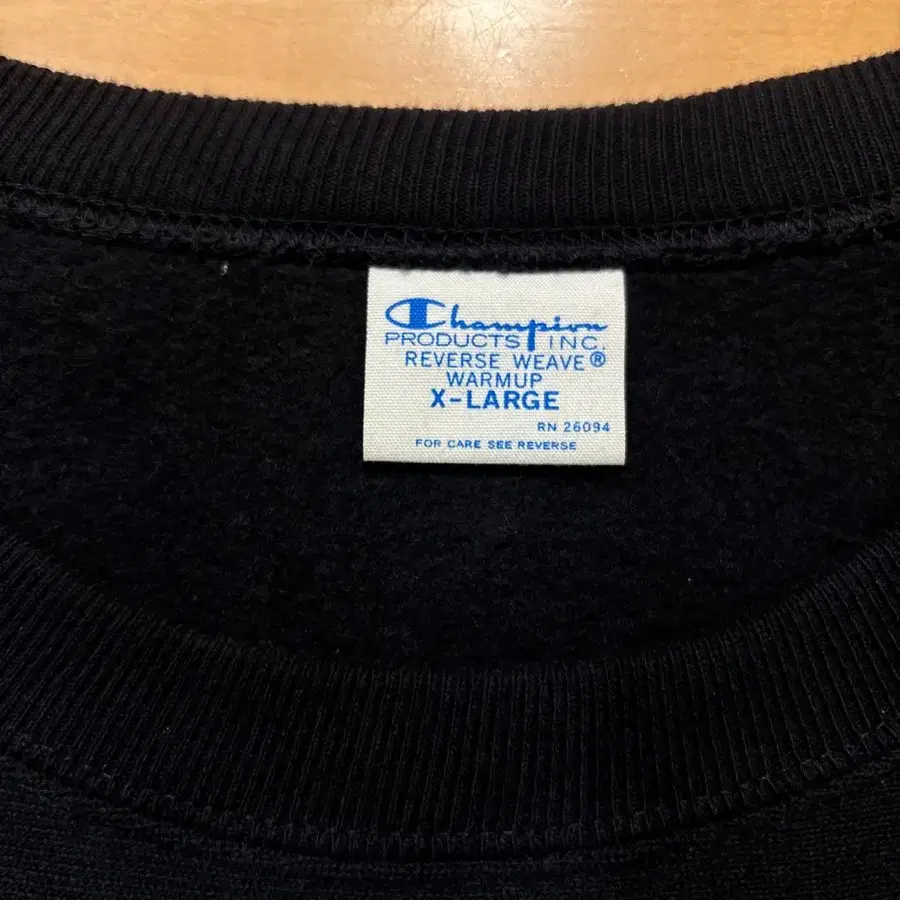 Champion
PRODUCTS INC.
REVERSE WEAVE®
WARMUP
X-LARGE
RN 26094
FOR CARE SEE REVERSE